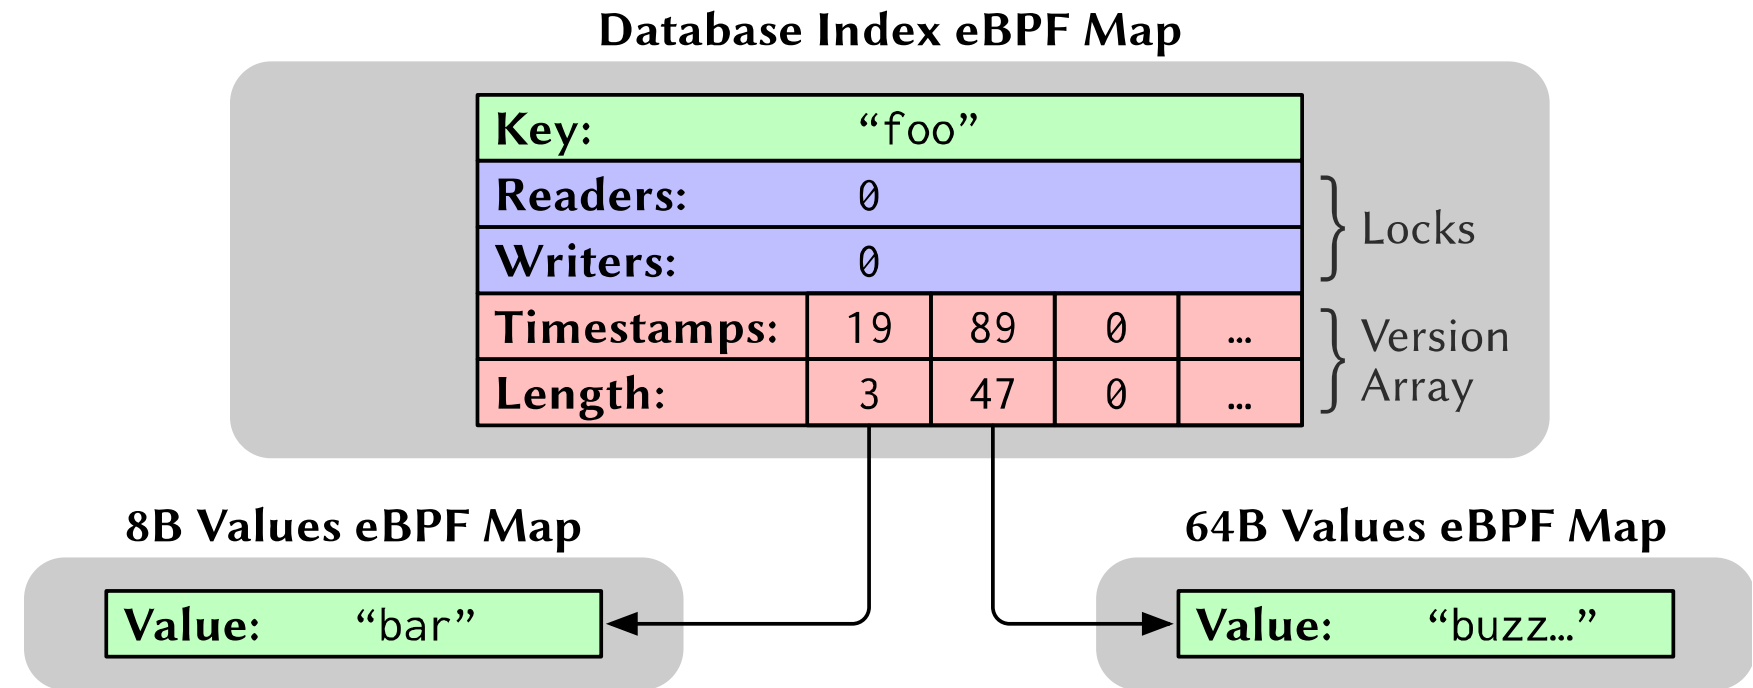 Database Index eBPF Map
Key: “foo”
Readers: 0
Writers: 0
Locks
Timestamps: 19 89 0 …
Length: 3 47 0 …
Version
Array
8B Values eBPF Map
Value: “bar”
64B Values eBPF Map
Value: “buzz…”